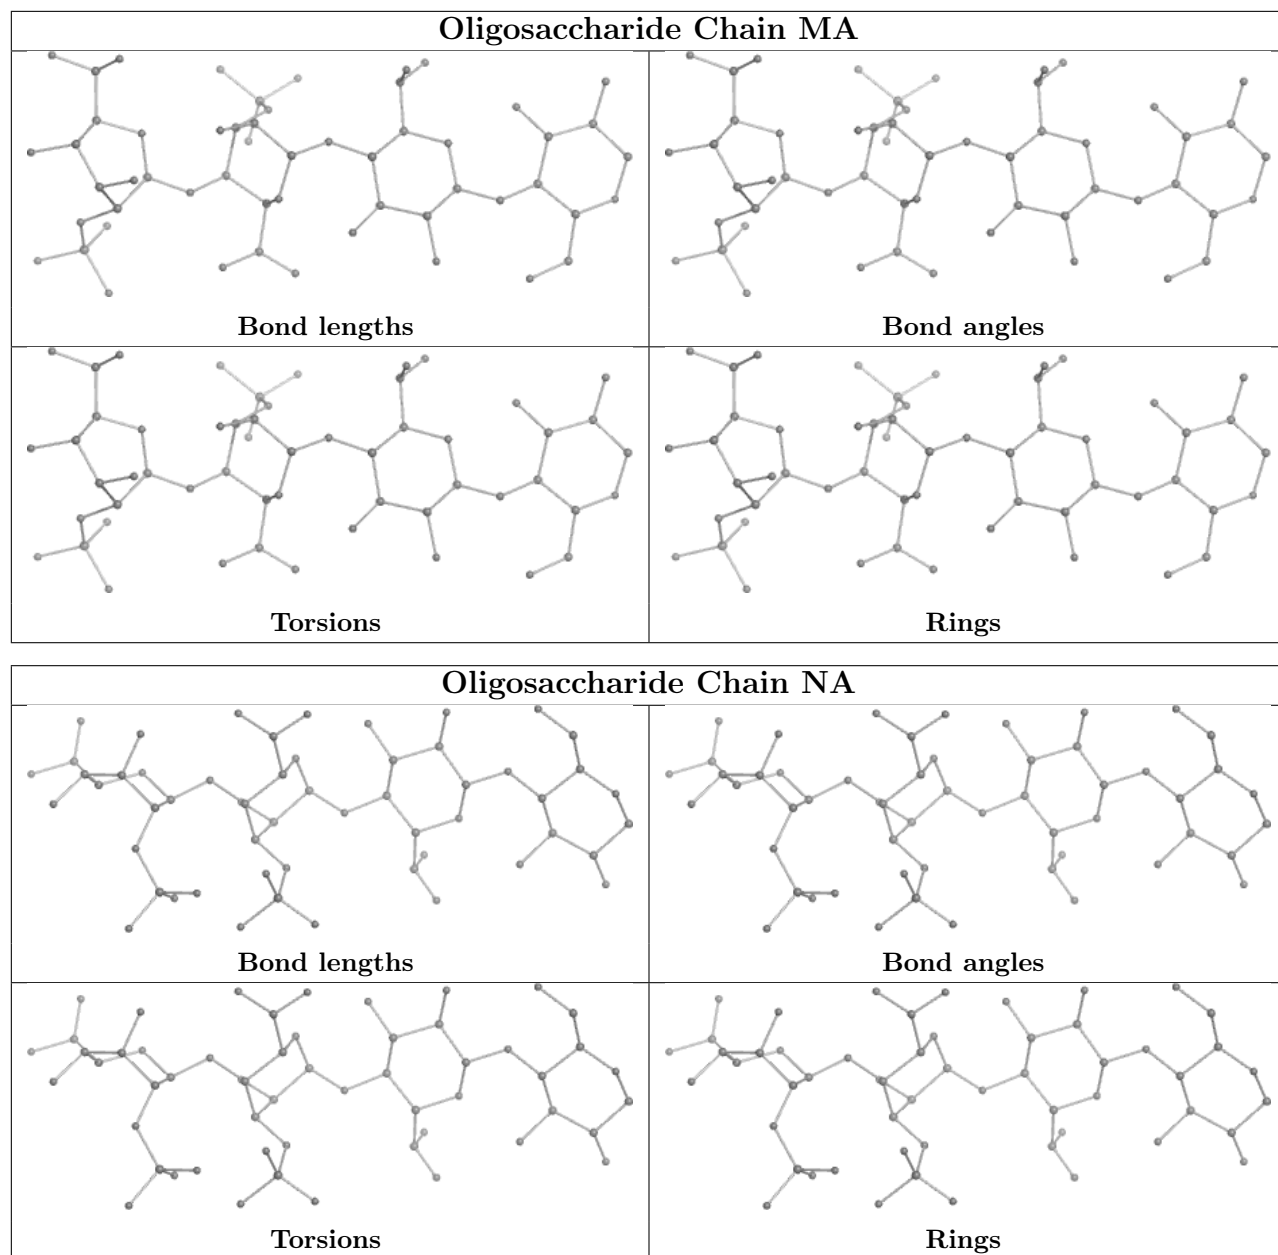 Oligosaccharide Chain MA
Bond lengths
Bond angles
Torsions
Rings
Oligosaccharide Chain NA
Bond lengths
Bond angles
Torsions
Rings